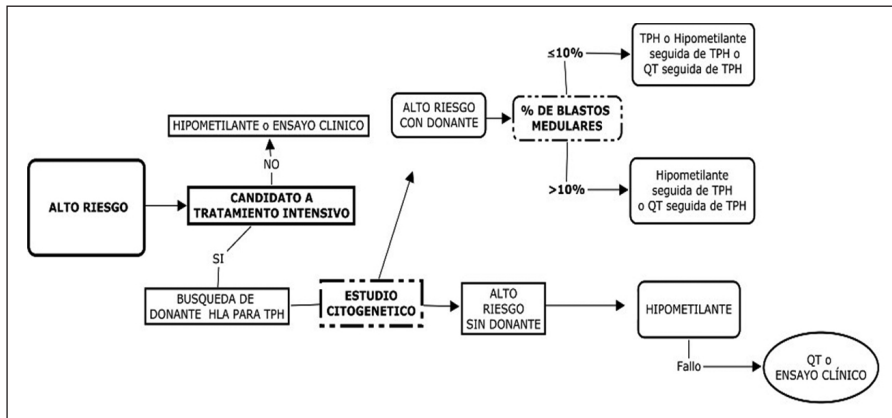 ALTO RIESGO
CANDIDATO A
TRATAMIENTO INTENSIVO
NO
HIPOMETILANTE o ENSAYO CLINICO
SI
BUSQUEDA DE
DONANTE HLA PARA TPH
ESTUDIO
CITOGENETICO
ALTO RIESGO
CON DONANTE
% DE BLASTOS
MEDULARES
≤10%
TPH o Hipometilante
seguida de TPH o
QT seguida de TPH
>10%
Hipometilante
seguida de TPH
o QT seguida de TPH
ALTO
RIESGO
SIN DONANTE
HIPOMETILANTE
Fallo
QT o
ENSAYO CLÍNICO